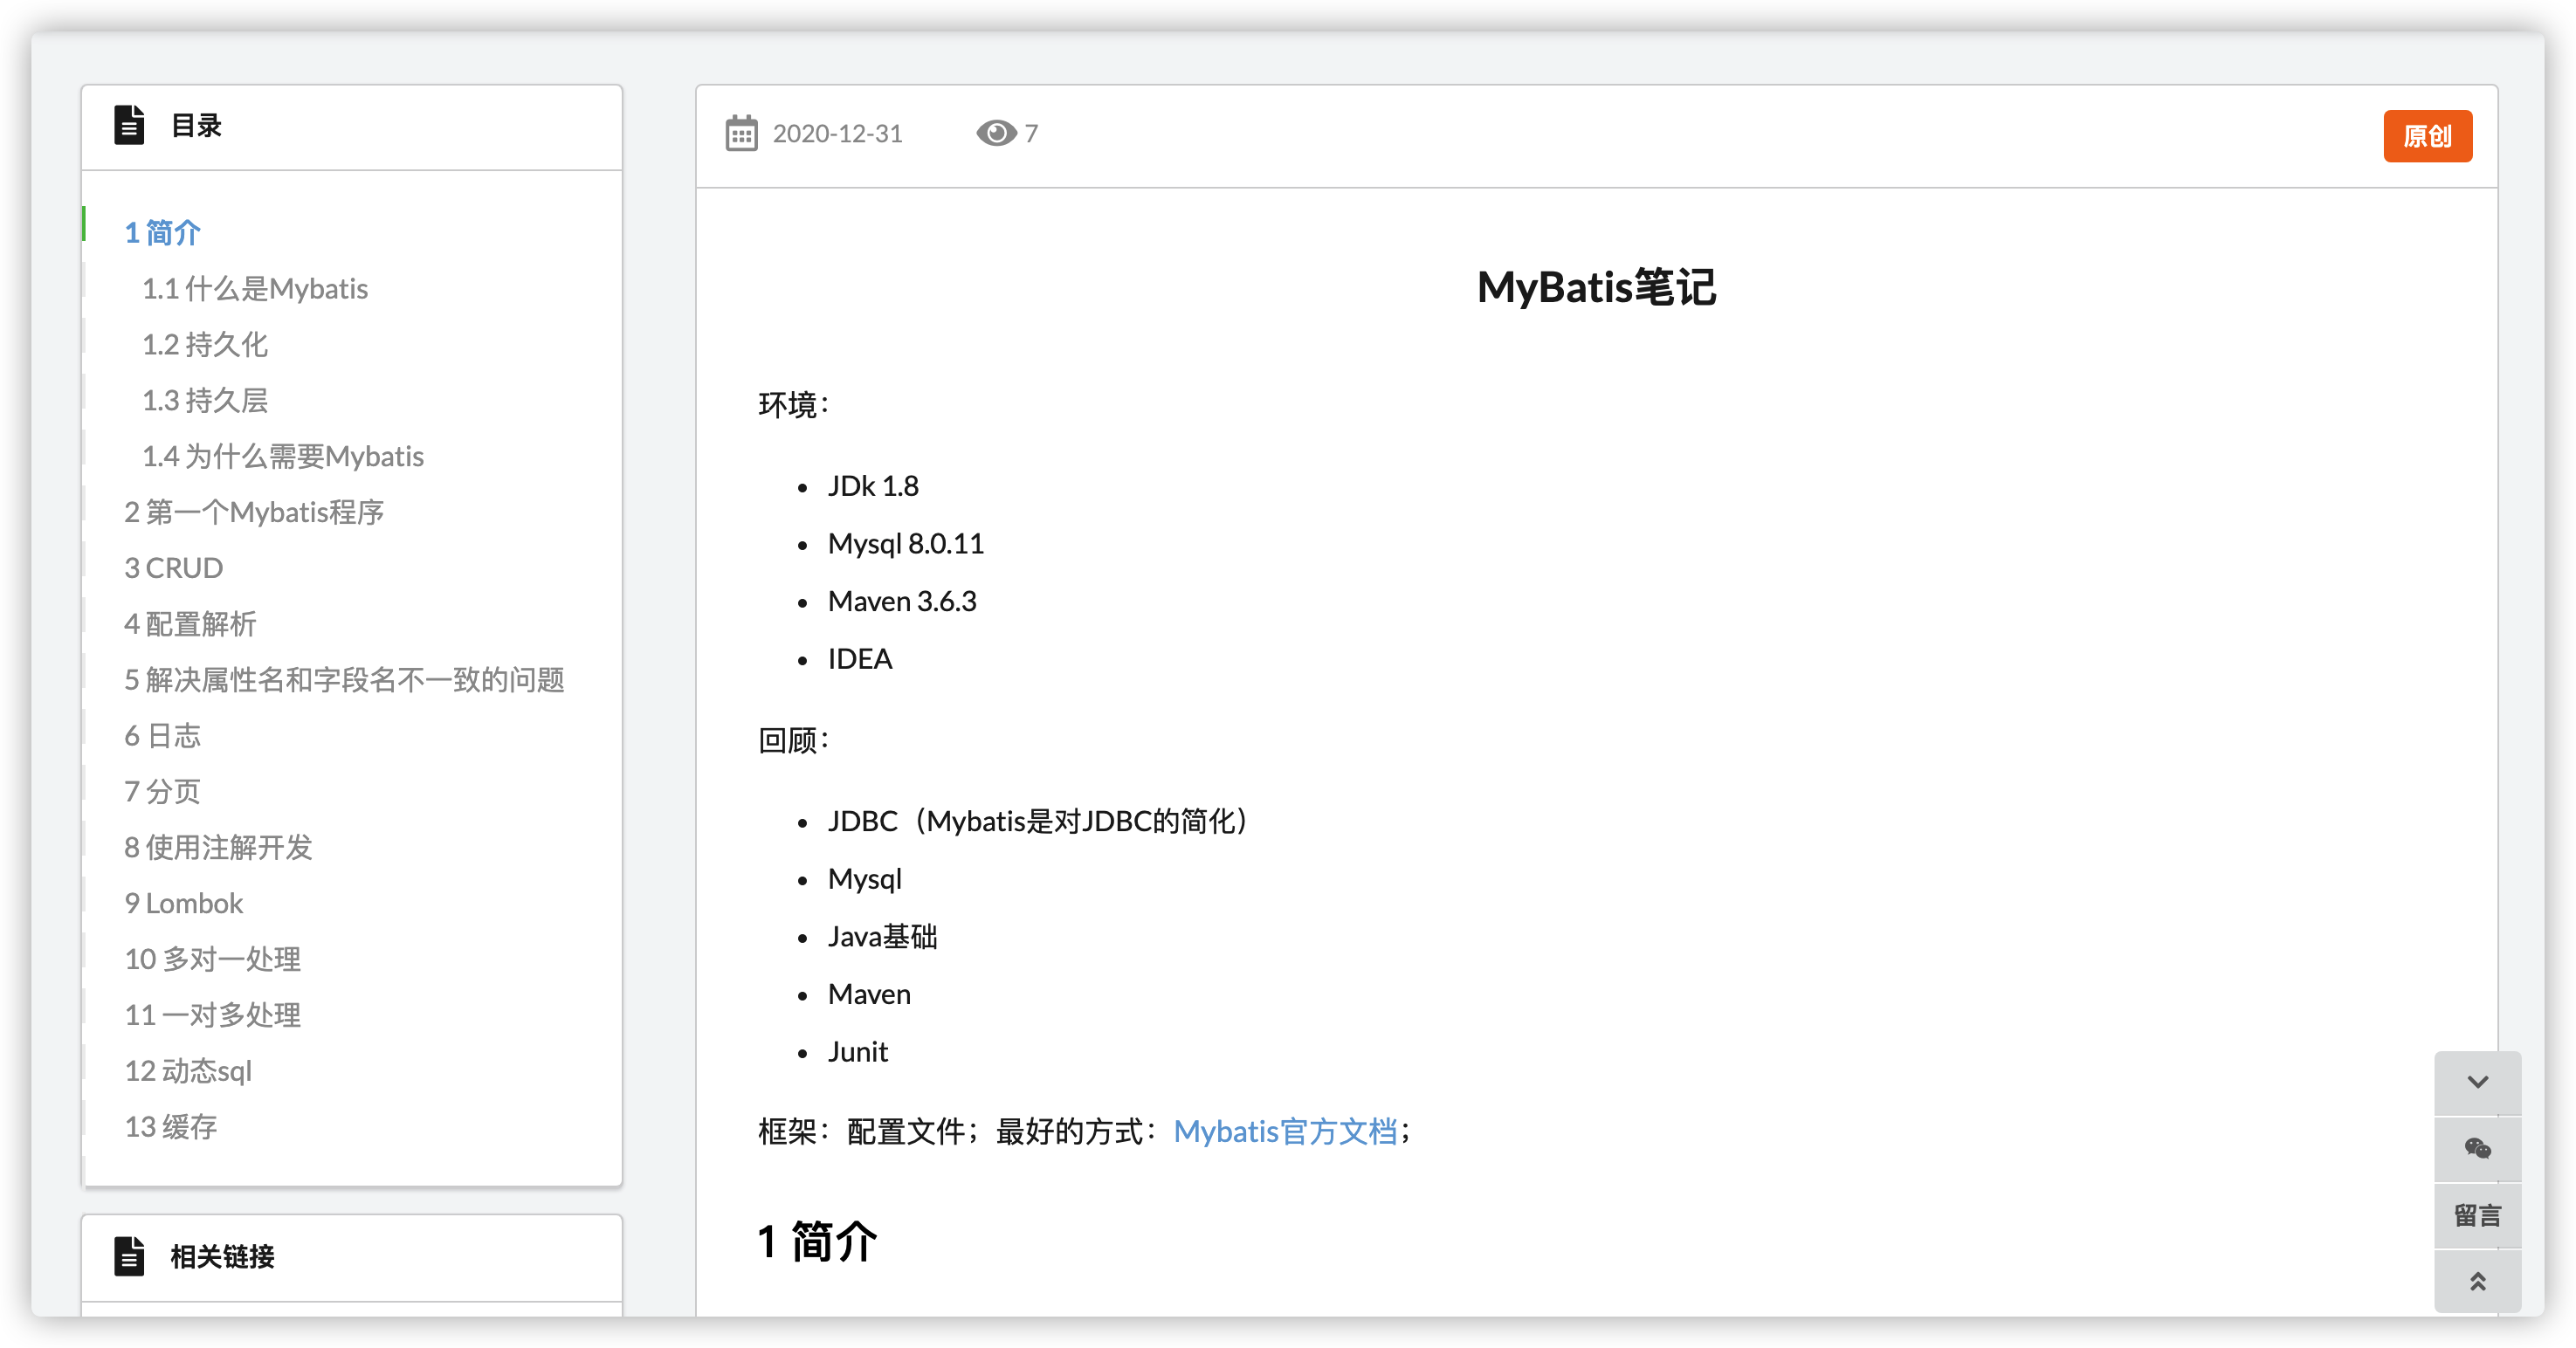 目录
1 简介
1.1 什么是Mybatis
1.2 持久化
1.3 持久层
1.4 为什么需要Mybatis
2 第一个Mybatis程序
3 CRUD
4 配置解析
5 解决属性名和字段名不一致的问题
6 日志
7 分页
8 使用注解开发
9 Lombok
10 多对一处理
11 一对多处理
12 动态sql
13 缓存
相关链接
2020-12-31 7
原创
MyBatis笔记
环境：
JDk 1.8
Mysql 8.0.11
Maven 3.6.3
IDEA
回顾：
JDBC（Mybatis是对JDBC的简化）
Mysql
Java基础
Maven
Junit
框架：配置文件；最好的方式：Mybatis官方文档；
1 简介
留言